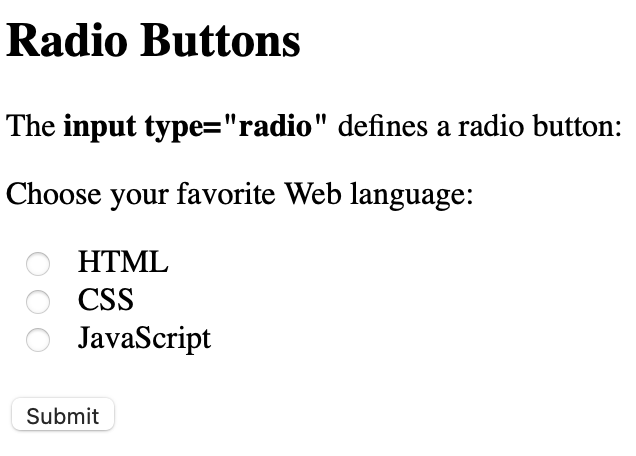 Radio Buttons
The input type="radio" defines a radio button:
Choose your favorite Web language:
HTML
CSS
JavaScript
Submit